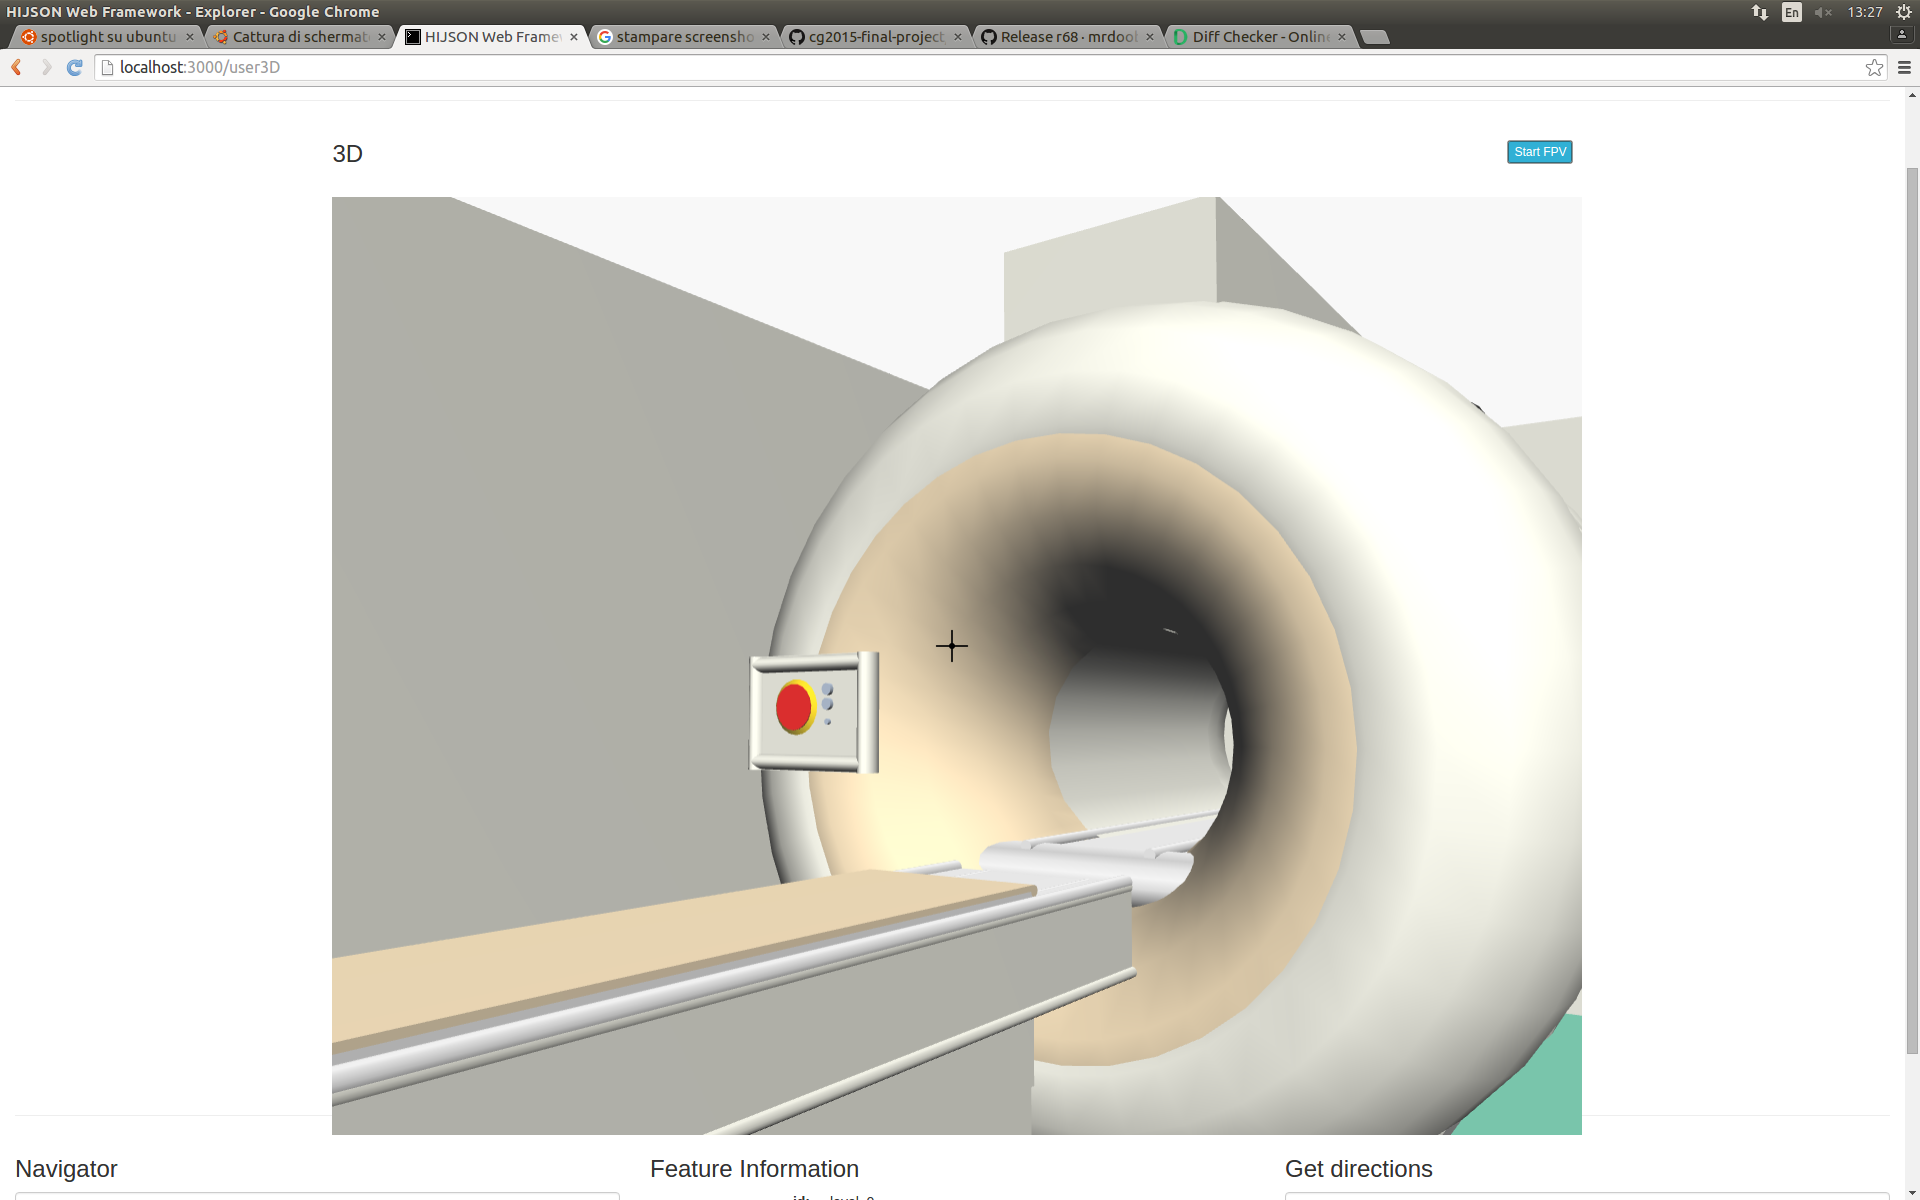 HIJSON Web Framework - Explorer - Google Chrome
En
13:27
spotlight su ubuntu
Cattura di schermat
HIJSON Web Frame
stampare screensho
cg2015-final-project
Release r68 · mrdoo
Diff Checker - Online
localhost:3000/user3D
3D
Start FPV
Navigator
Feature Information
Get directions